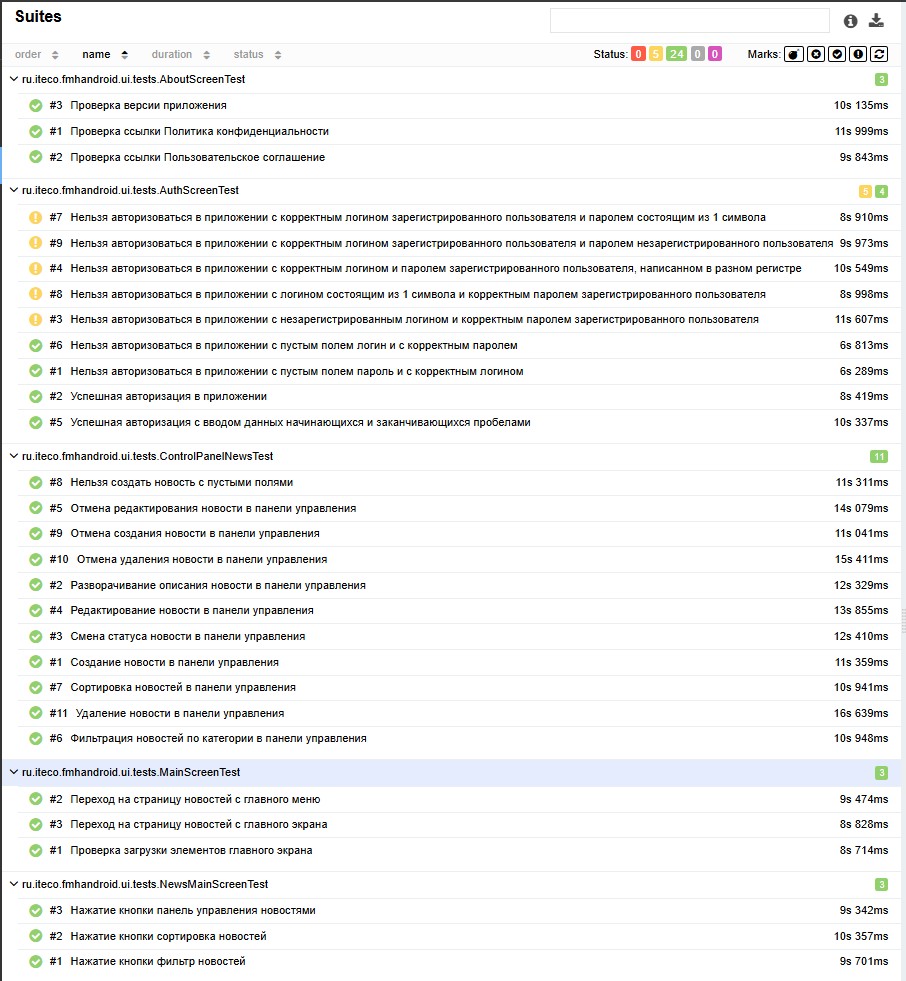 Suites
order name duration status Status: 0 5 24 0 0 Marks:
ru.iteco.fmhandroid.ui.tests.AboutScreenTest 3
#3 Проверка версии приложения 10s 135ms
#1 Проверка ссылки Политика конфиденциальности 11s 999ms
#2 Проверка ссылки Пользовательское соглашение 9s 843ms
ru.iteco.fmhandroid.ui.tests.AuthScreenTest 5 4
#7 Нельзя авторизоваться в приложении с корректным логином зарегистрированного пользователя и паролем состоящим из 1 символа 8s 910ms
#9 Нельзя авторизоваться в приложении с корректным логином зарегистрированного пользователя и паролем незарегистрированного пользователя 9s 973ms
#4 Нельзя авторизоваться в приложении с корректным логином и паролем зарегистрированного пользователя, написанном в разном регистре 10s 549ms
#8 Нельзя авторизоваться в приложении с логином состоящим из 1 символа и корректным паролем зарегистрированного пользователя 8s 998ms
#3 Нельзя авторизоваться в приложении с незарегистрированным логином и корректным паролем зарегистрированного пользователя 11s 607ms
#6 Нельзя авторизоваться в приложении с пустым полем логин и с корректным паролем 6s 813ms
#1 Нельзя авторизоваться в приложении с пустым полем пароль и с корректным логином 6s 289ms
#2 Успешная авторизация в приложении 8s 419ms
#5 Успешная авторизация с вводом данных начинающихся и заканчивающихся пробелами 10s 337ms
ru.iteco.fmhandroid.ui.tests.ControlPanelNewsTest 11
#8 Нельзя создать новость с пустыми полями 11s 311ms
#5 Отмена редактирования новости в панели управления 14s 079ms
#9 Отмена создания новости в панели управления 11s 041ms
#10 Отмена удаления новости в панели управления 15s 411ms
#2 Разворачивание описания новости в панели управления 12s 329ms
#4 Редактирование новости в панели управления 13s 855ms
#3 Смена статуса новости в панели управления 12s 410ms
#1 Создание новости в панели управления 11s 359ms
#7 Сортировка новостей в панели управления 10s 941ms
#11 Удаление новости в панели управления 16s 639ms
#6 Фильтрация новостей по категории в панели управления 10s 948ms
ru.iteco.fmhandroid.ui.tests.MainScreenTest 3
#2 Переход на страницу новостей с главного меню 9s 474ms
#3 Переход на страницу новостей с главного экрана 8s 828ms
#1 Проверка загрузки элементов главного экрана 8s 714ms
ru.iteco.fmhandroid.ui.tests.NewsMainScreenTest 3
#3 Нажатие кнопки панель управления новостями 9s 342ms
#2 Нажатие кнопки сортировка новостей 10s 357ms
#1 Нажатие кнопки фильтр новостей 9s 701ms